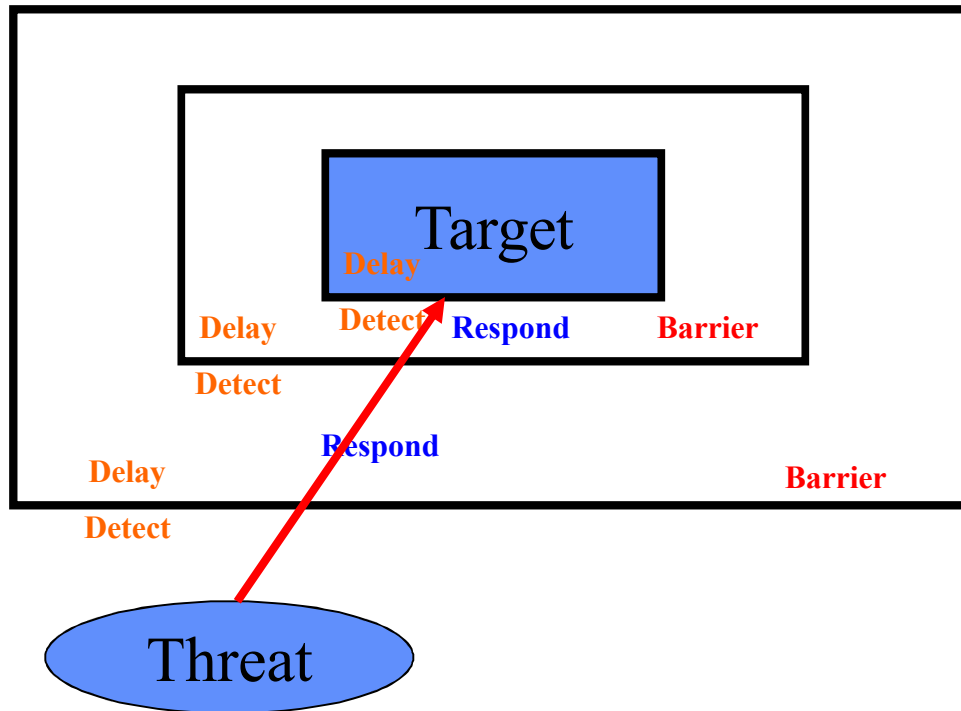 Target
Delay
Detect
Delay
Respond
Barrier
Detect
Respond
Delay
Barrier
Detect
Threat